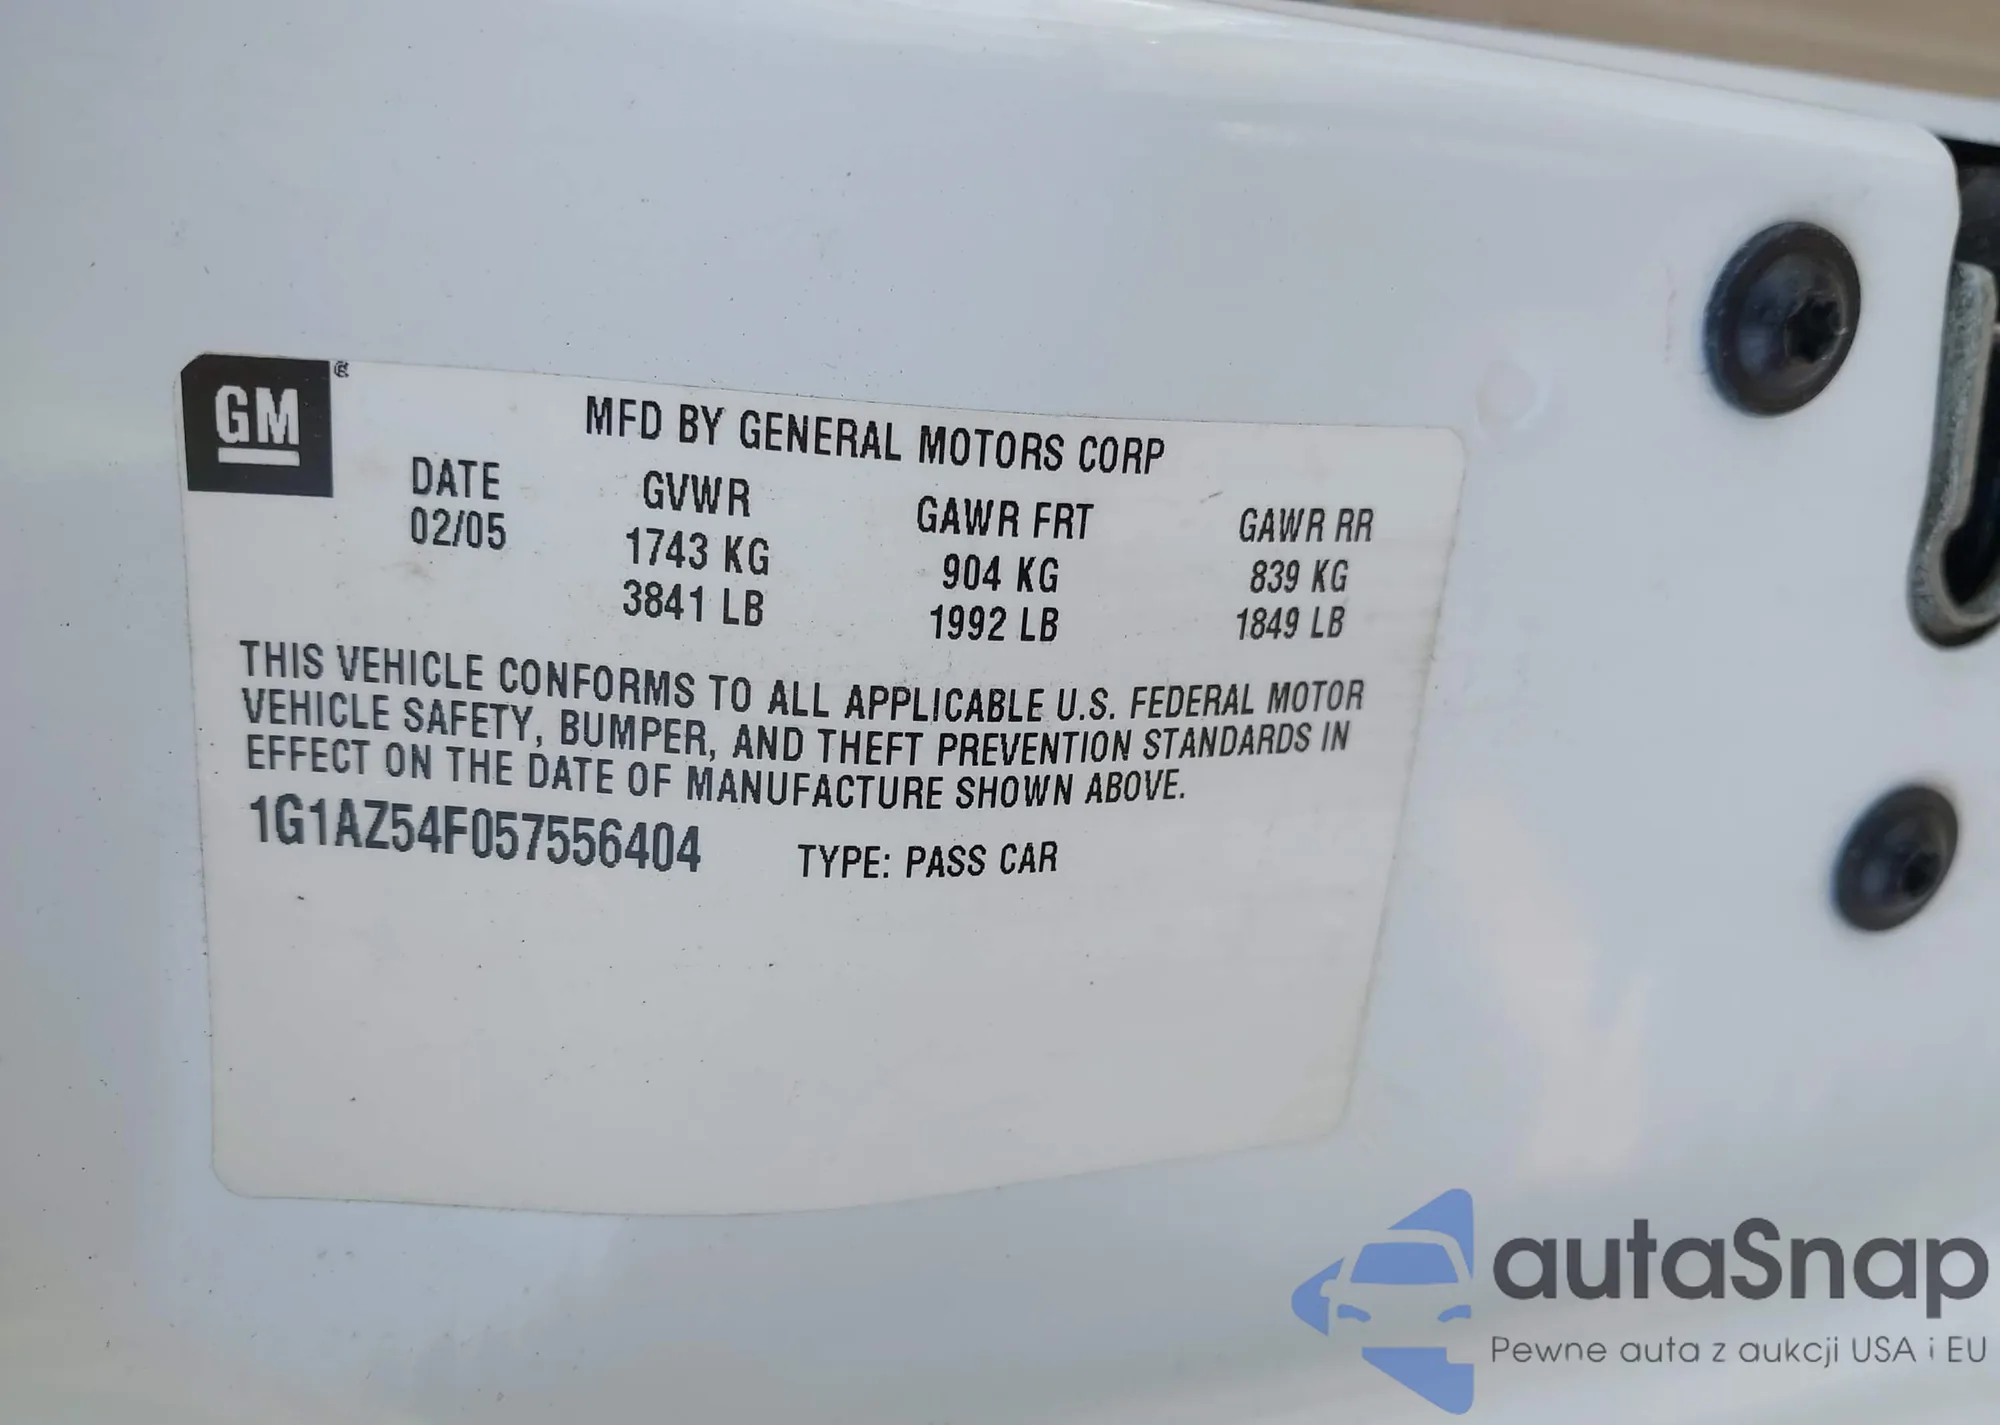 GM ®
MFD BY GENERAL MOTORS CORP
DATE GVWR GAWR FRT GAWR RR
02/05 1743 KG 904 KG 839 KG
3841 LB 1992 LB 1849 LB
THIS VEHICLE CONFORMS TO ALL APPLICABLE U.S. FEDERAL MOTOR
VEHICLE SAFETY, BUMPER, AND THEFT PREVENTION STANDARDS IN
EFFECT ON THE DATE OF MANUFACTURE SHOWN ABOVE.
1G1AZ54F057556404 TYPE: PASS CAR
autaSnap
Pewne auta z aukcji USA i EU